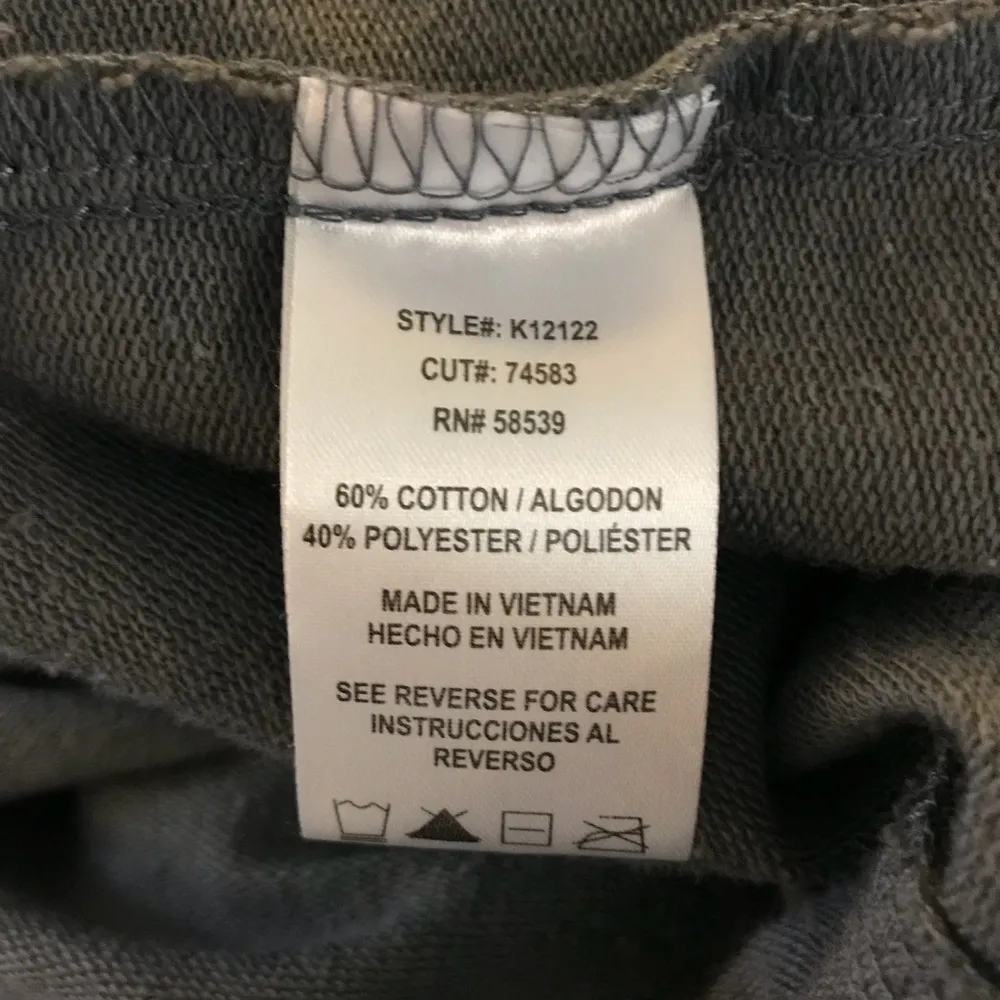 STYLE#: K12122
CUT#: 74583
RN# 58539
60% COTTON / ALGODON
40% POLYESTER / POLIÉSTER
MADE IN VIETNAM
HECHO EN VIETNAM
SEE REVERSE FOR CARE
INSTRUCCIONES AL
REVERSO